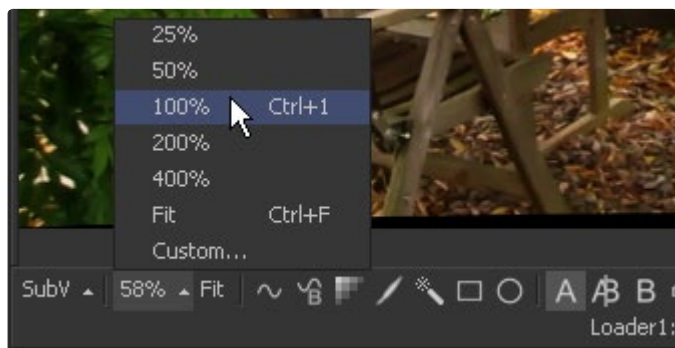 25%
50%
100% Ctrl+1
200%
400%
Fit Ctrl+F
Custom...
SubV 58% Fit B A A/B B
Loader1: